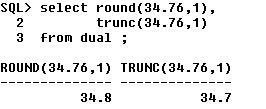 SQL> select round(34.76,1),
2 trunc(34.76,1)
3 from dual ;
ROUND(34.76,1) TRUNC(34.76,1)
-------------- --------------
34.8 34.7